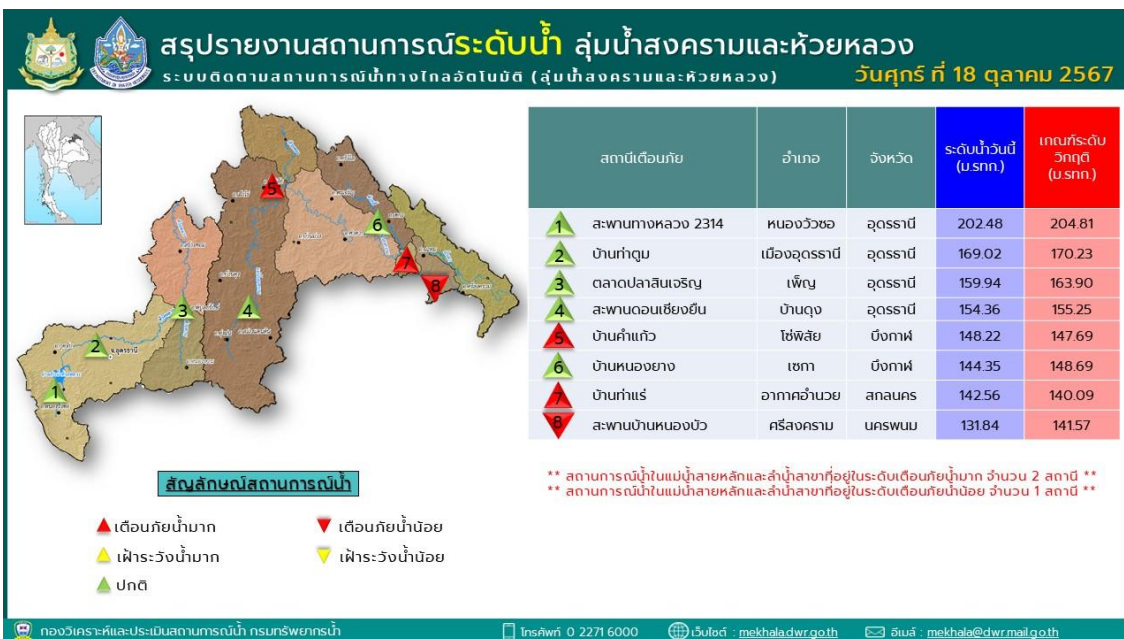 สรุปรายงานสถานการณ์ระดับน้ำ ลุ่มน้ำสงครามและห้วยหลวง
ระบบติดตามสถานการณ์น้ำทางไกลอัตโนมัติ (ลุ่มน้ำสงครามและห้วยหลวง)
วันศุกร์ ที่ 18 ตุลาคม 2567
สถานีเตือนภัย อำเภอ จังหวัด ระดับน้ำวันนี้ (ม.รทก.) เกณฑ์ระดับวิกฤติ (ม.รทก.)
1 สะพานทางหลวง 2314 หนองวัวซอ อุดรธานี 202.48 204.81
2 บ้านท่าตูม เมืองอุดรธานี อุดรธานี 169.02 170.23
3 ตลาดปลาสินเจริญ เพ็ญ อุดรธานี 159.94 163.90
4 สะพานดอนเชียงยืน บ้านดุง อุดรธานี 154.36 155.25
5 บ้านคำแก้ว โซ่พิสัย บึงกาฬ 148.22 147.69
6 บ้านหนองยาง เซกา บึงกาฬ 144.35 148.69
7 บ้านท่าแร่ อากาศอำนวย สกลนคร 142.56 140.09
8 สะพานบ้านหนองบัว ศรีสงคราม นครพนม 131.84 141.57
5
6
7
8
3
4
2
1
สัญลักษณ์สถานการณ์น้ำ
เตือนภัยน้ำมาก
เตือนภัยน้ำน้อย
เฝ้าระวังน้ำมาก
เฝ้าระวังน้ำน้อย
ปกติ
** สถานการณ์น้ำในแม่น้ำสายหลักและลำน้ำสาขาที่อยู่ในระดับเตือนภัยน้ำมาก จำนวน 2 สถานี **
** สถานการณ์น้ำในแม่น้ำสายหลักและลำน้ำสาขาที่อยู่ในระดับเตือนภัยน้ำน้อย จำนวน 1 สถานี **
กองวิเคราะห์และประเมินสถานการณ์น้ำ กรมทรัพยากรน้ำ
โทรศัพท์ 0 2271 6000
เว็บไซต์ : mekhala.dwr.go.th
อีเมล์ : mekhala@dwr.mail.go.th